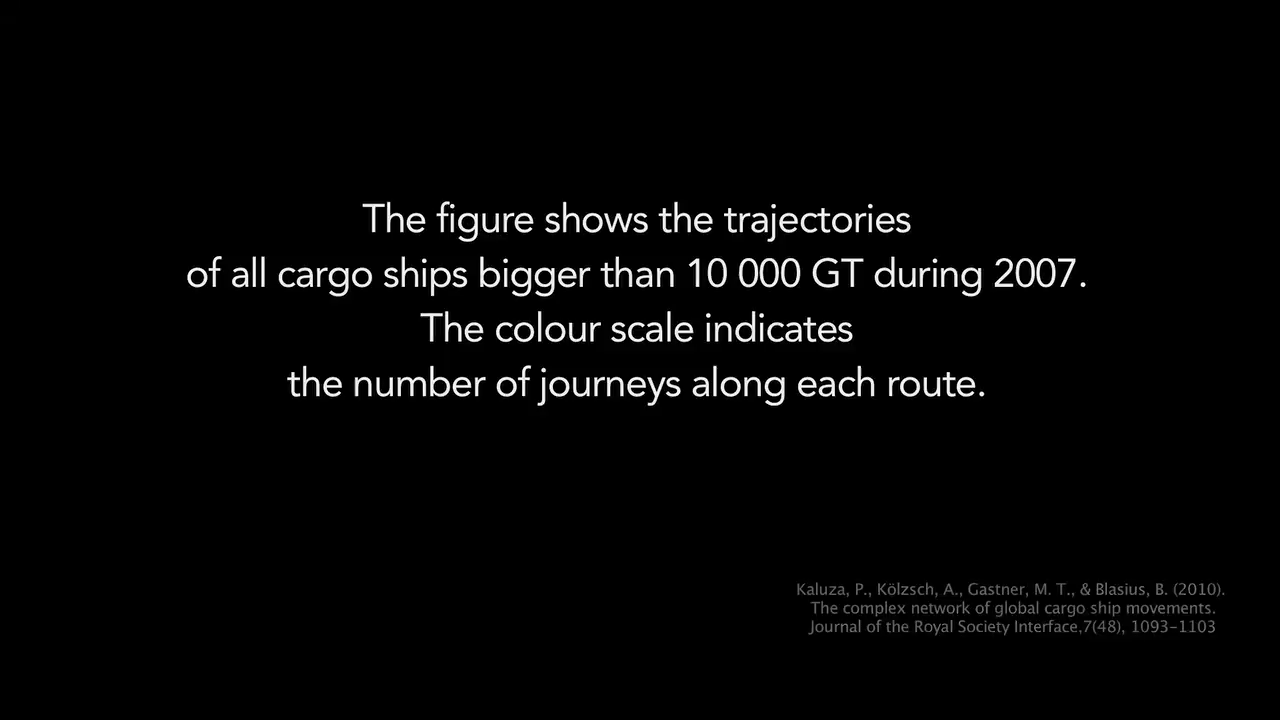 The figure shows the trajectories
of all cargo ships bigger than 10 000 GT during 2007.
The colour scale indicates
the number of journeys along each route.
Kaluza, P., Kölzsch, A., Gastner, M. T., & Blasius, B. (2010).
The complex network of global cargo ship movements.
Journal of the Royal Society Interface,7(48), 1093-1103